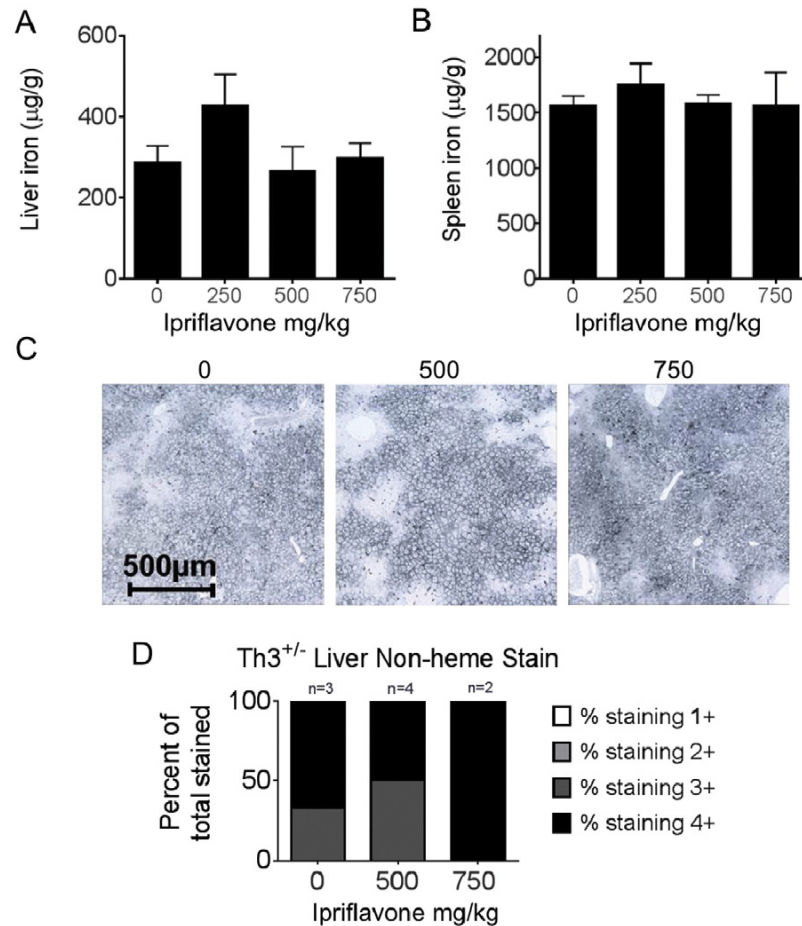 A
Liver iron (µg/g)
600
400
200
0
0 250 500 750
Ipriflavone mg/kg
B
Spleen iron (µg/g)
2000
1500
1000
500
0
0 250 500 750
Ipriflavone mg/kg
C
0 500 750
500µm
D
Th3+/- Liver Non-heme Stain
Percent of
total stained
n=3 n=4 n=2
100
50
0
0 500 750
Ipriflavone mg/kg
% staining 1+
% staining 2+
% staining 3+
% staining 4+